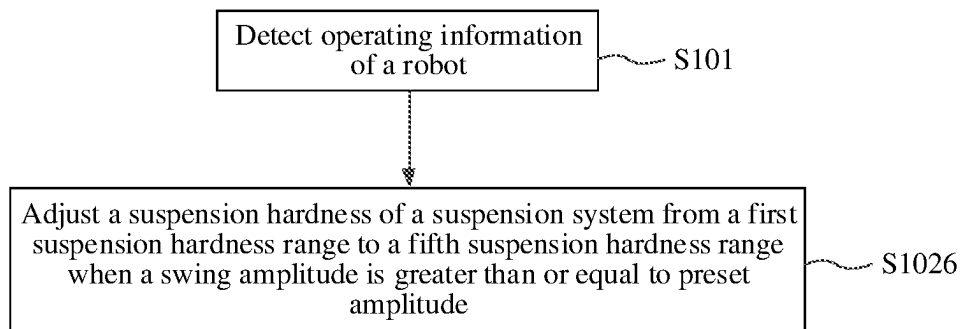 Detect operating information
of a robot
S101
Adjust a suspension hardness of a suspension system from a first
suspension hardness range to a fifth suspension hardness range
when a swing amplitude is greater than or equal to preset
amplitude
S1026